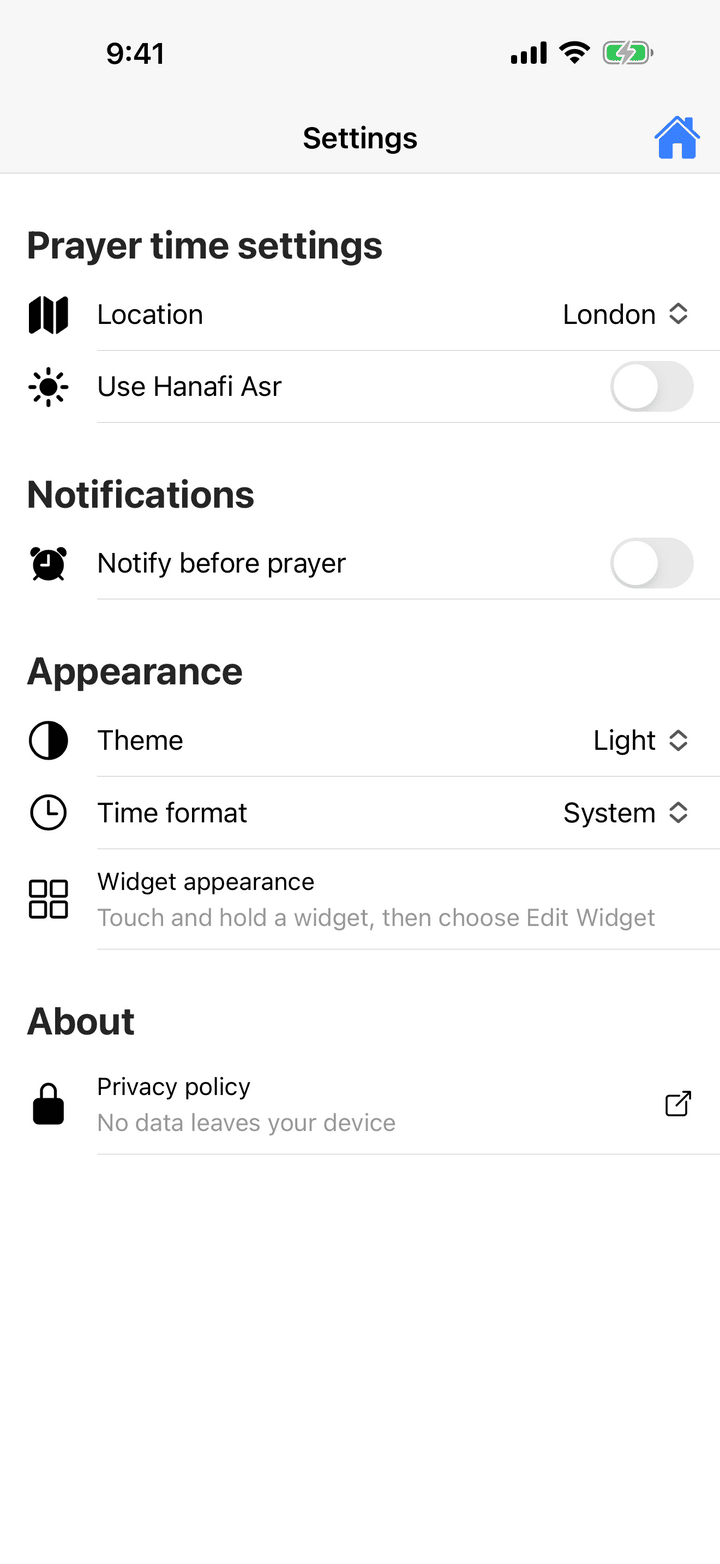 9:41
Settings
Prayer time settings
Location London
Use Hanafi Asr
Notifications
Notify before prayer
Appearance
Theme Light
Time format System
Widget appearance
Touch and hold a widget, then choose Edit Widget
About
Privacy policy
No data leaves your device